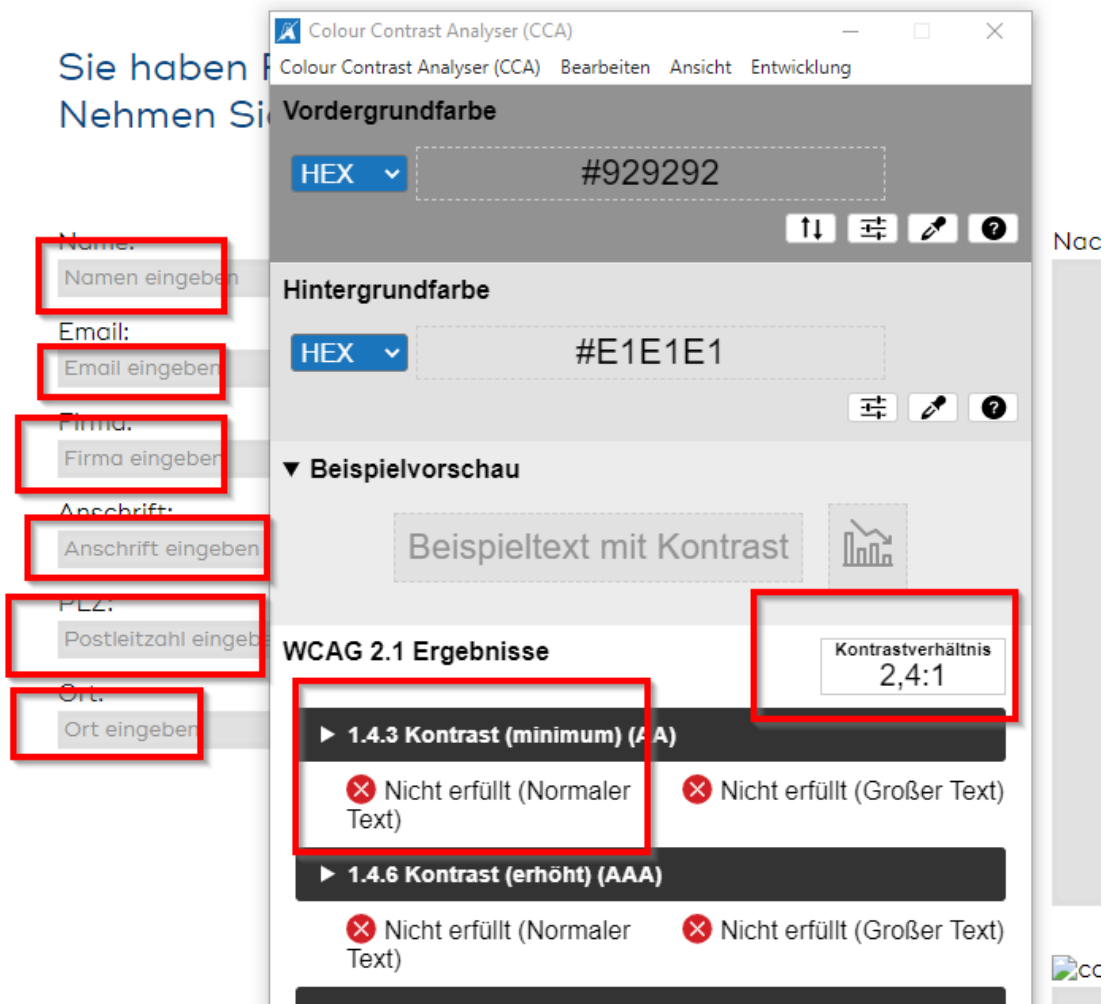 Colour Contrast Analyser (CCA)
Colour Contrast Analyser (CCA) Bearbeiten Ansicht Entwicklung
Sie haben
Nehmen
Vordergrundfarbe
HEX #929292
Hintergrundfarbe
HEX #E1E1E1
Beispielvorschau
Beispieltext mit Kontrast
WCAG 2.1 Ergebnisse
Kontrastverhältnis
2,4:1
1.4.3 Kontrast (minimum) (AA)
Nicht erfüllt (Normaler Text)
Nicht erfüllt (Großer Text)
1.4.6 Kontrast (erhöht) (AAA)
Nicht erfüllt (Normaler Text)
Nicht erfüllt (Großer Text)
Name:
Namen eingeben
Email:
Email eingeben
Firma:
Firma eingeben
Anschrift:
Anschrift eingeben
PLZ:
Postleitzahl eingebe
Ort:
Ort eingeben
Nac